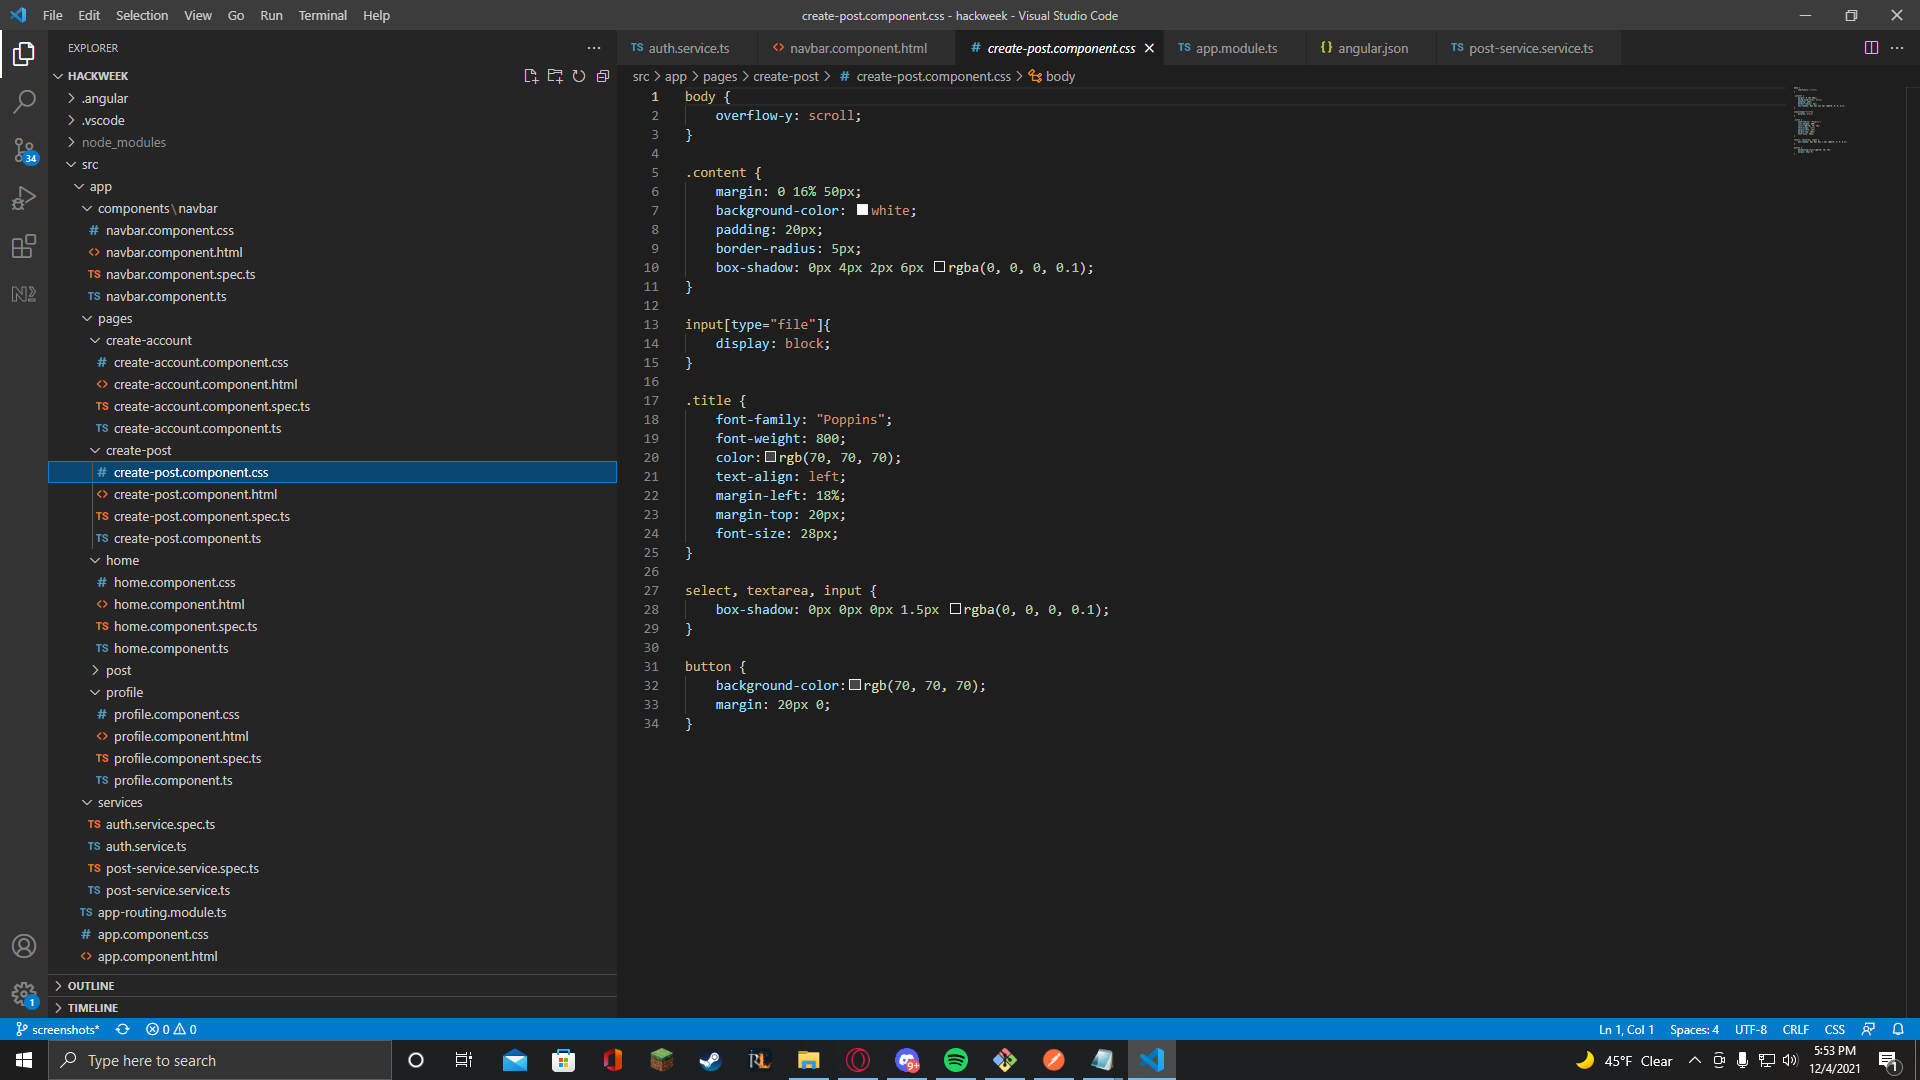 File Edit Selection View Go Run Terminal Help
create-post.component.css - hackweek - Visual Studio Code
EXPLORER
HACKWEEK
.angular
.vscode
node_modules
src
app
components\navbar
navbar.component.css
navbar.component.html
navbar.component.spec.ts
navbar.component.ts
pages
create-account
create-account.component.css
create-account.component.html
create-account.component.spec.ts
create-account.component.ts
create-post
create-post.component.css
create-post.component.html
create-post.component.spec.ts
create-post.component.ts
home
home.component.css
home.component.html
home.component.spec.ts
home.component.ts
post
profile
profile.component.css
profile.component.html
profile.component.spec.ts
profile.component.ts
services
auth.service.spec.ts
auth.service.ts
post-service.service.spec.ts
post-service.service.ts
app-routing.module.ts
app.component.css
app.component.html
OUTLINE
TIMELINE
34
1
TS auth.service.ts <> navbar.component.html # create-post.component.css TS app.module.ts {} angular.json TS post-service.service.ts
src > app > pages > create-post > # create-post.component.css > body
1 body {
2 overflow-y: scroll;
3 }
4
5 .content {
6 margin: 0 16% 50px;
7 background-color: white;
8 padding: 20px;
9 border-radius: 5px;
10 box-shadow: 0px 4px 2px 6px rgba(0, 0, 0, 0.1);
11 }
12
13 input[type="file"]{
14 display: block;
15 }
16
17 .title {
18 font-family: "Poppins";
19 font-weight: 800;
20 color: rgb(70, 70, 70);
21 text-align: left;
22 margin-left: 18%;
23 margin-top: 20px;
24 font-size: 28px;
25 }
26
27 select, textarea, input {
28 box-shadow: 0px 0px 0px 1.5px rgba(0, 0, 0, 0.1);
29 }
30
31 button {
32 background-color: rgb(70, 70, 70);
33 margin: 20px 0;
34 }
screenshots* 0 0 Ln 1, Col 1 Spaces: 4 UTF-8 CRLF CSS
Type here to search
RL
9+
45°F Clear
5:53 PM
12/4/2021
1